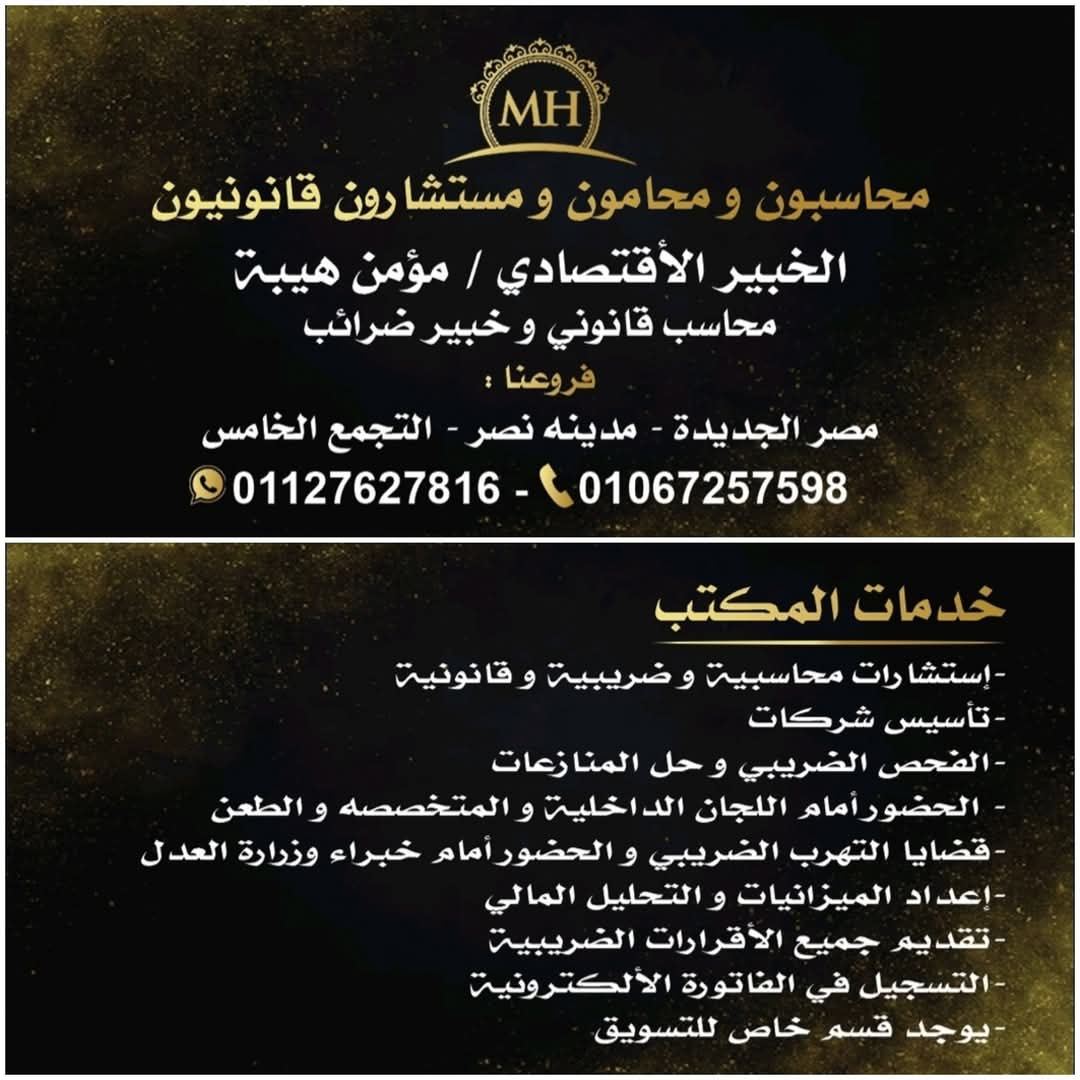 MH
محاسبون و محامون و مستشارون قانونيون
الخبير الأقتصادي / مؤمن هيبة
محاسب قانوني و خبير ضرائب
فروعنا :
مصر الجديدة - مدينه نصر - التجمع الخامس
01127627816 - 01067257598
خدمات المكتب
-إستشارات محاسبية و ضريبية و قانونية
-تأسيس شركات
-الفحص الضريبي و حل المنازعات
- الحضور أمام اللجان الداخلية و المتخصصه و الطعن
-قضايا التهرب الضريبي و الحضور أمام خبراء وزرارة العدل
-إعداد الميزانيات و التحليل المالي
-تقديم جميع الأقرارات الضريبية
-التسجيل في الفاتورة الألكترونية
-يوجد قسم خاص للتسويق